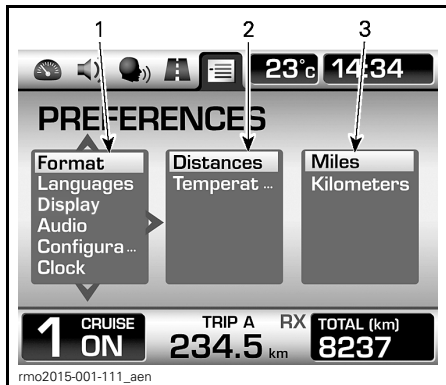 1 2 3
23°c 14:34
PREFERENCES
Format
Languages
Display
Audio
Configura...
Clock
Distances
Temperat...
Miles
Kilometers
1 CRUISE ON
TRIP A
234.5 km
RX
TOTAL (km)
8237
rmo2015-001-111_aen